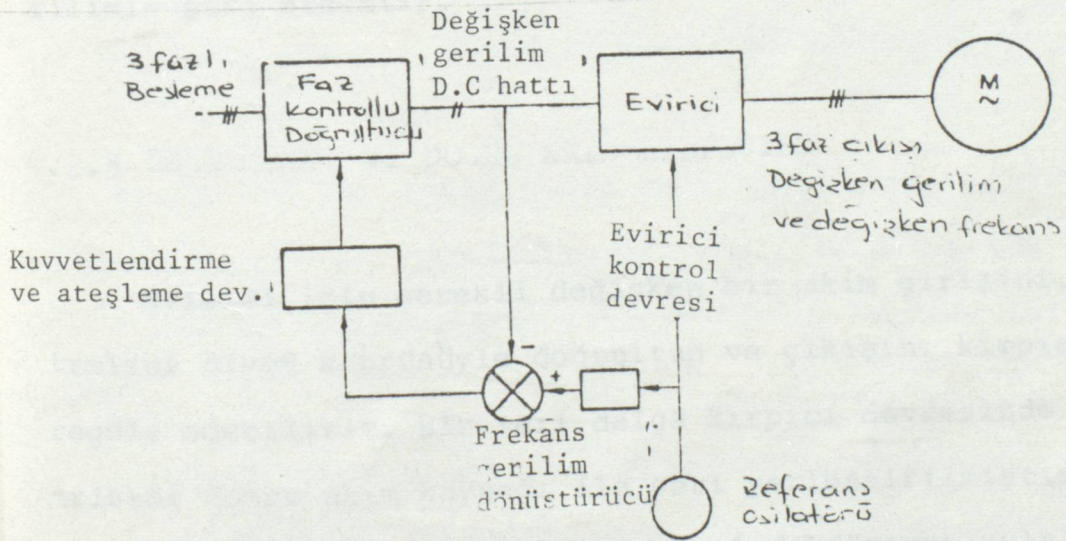 Değişken
gerilim
D.C hattı
3 fazlı
Besleme
Faz
Kontrollu
Doğrultucu
Evirici
M
~
3 faz çıkışı
Değişken gerilim
ve değişken frekans
Evirici
kontrol
devresi
Kuvvetlendirme
ve ateşleme dev.
-
+
Frekans
gerilim
dönüştürücü
Referans
Osilatörü